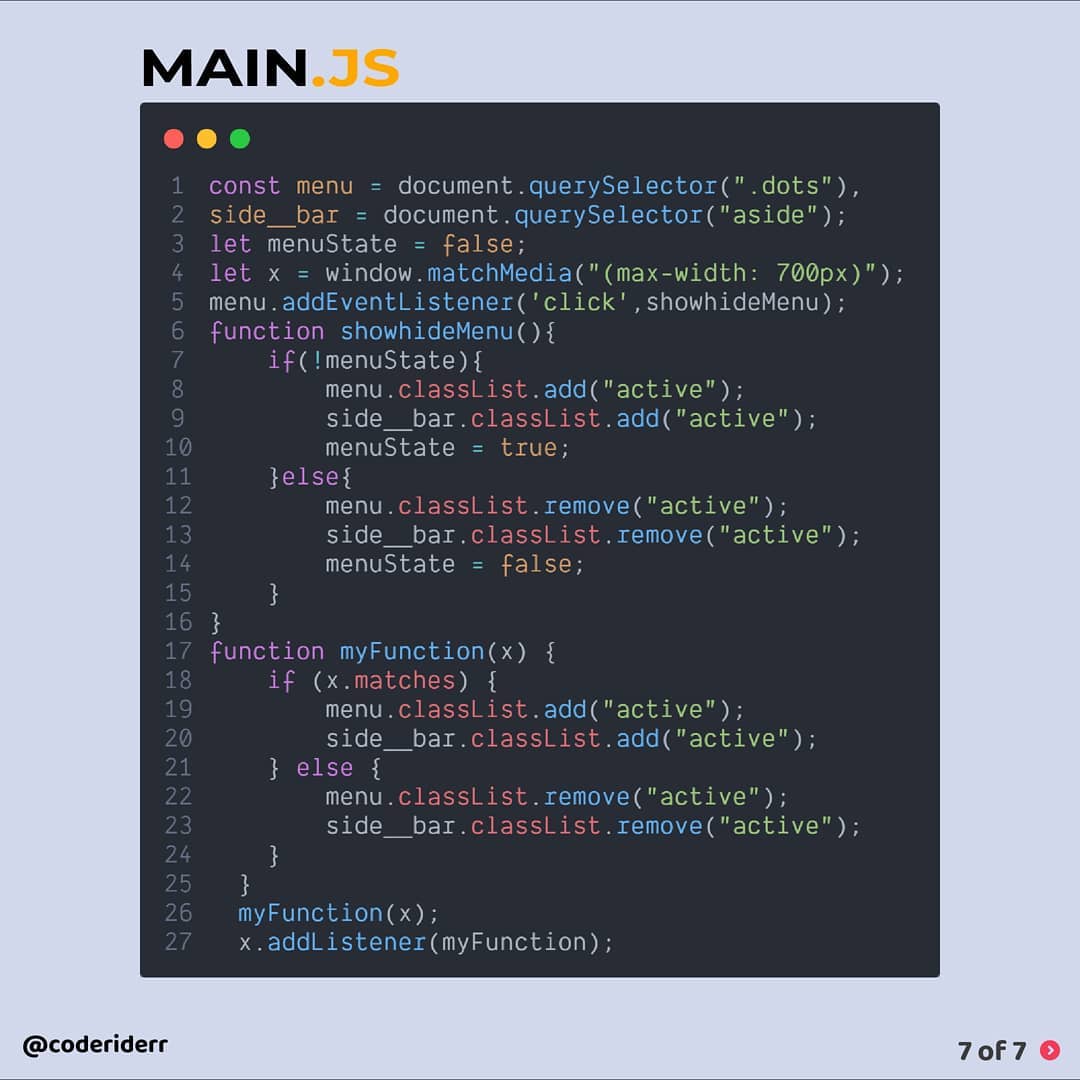 MAIN.JS
1 const menu = document.querySelector(".dots"),
2 side__bar = document.querySelector("aside");
3 let menuState = false;
4 let x = window.matchMedia("(max-width: 700px)");
5 menu.addEventListener('click',showhideMenu);
6 function showhideMenu(){
7     if(!menuState){
8         menu.classList.add("active");
9         side__bar.classList.add("active");
10         menuState = true;
11     }else{
12         menu.classList.remove("active");
13         side__bar.classList.remove("active");
14         menuState = false;
15     }
16 }
17 function myFunction(x) {
18     if (x.matches) {
19         menu.classList.add("active");
20         side__bar.classList.add("active");
21     } else {
22         menu.classList.remove("active");
23         side__bar.classList.remove("active");
24     }
25   }
26   myFunction(x);
27   x.addListener(myFunction);
@coderiderr
7 of 7